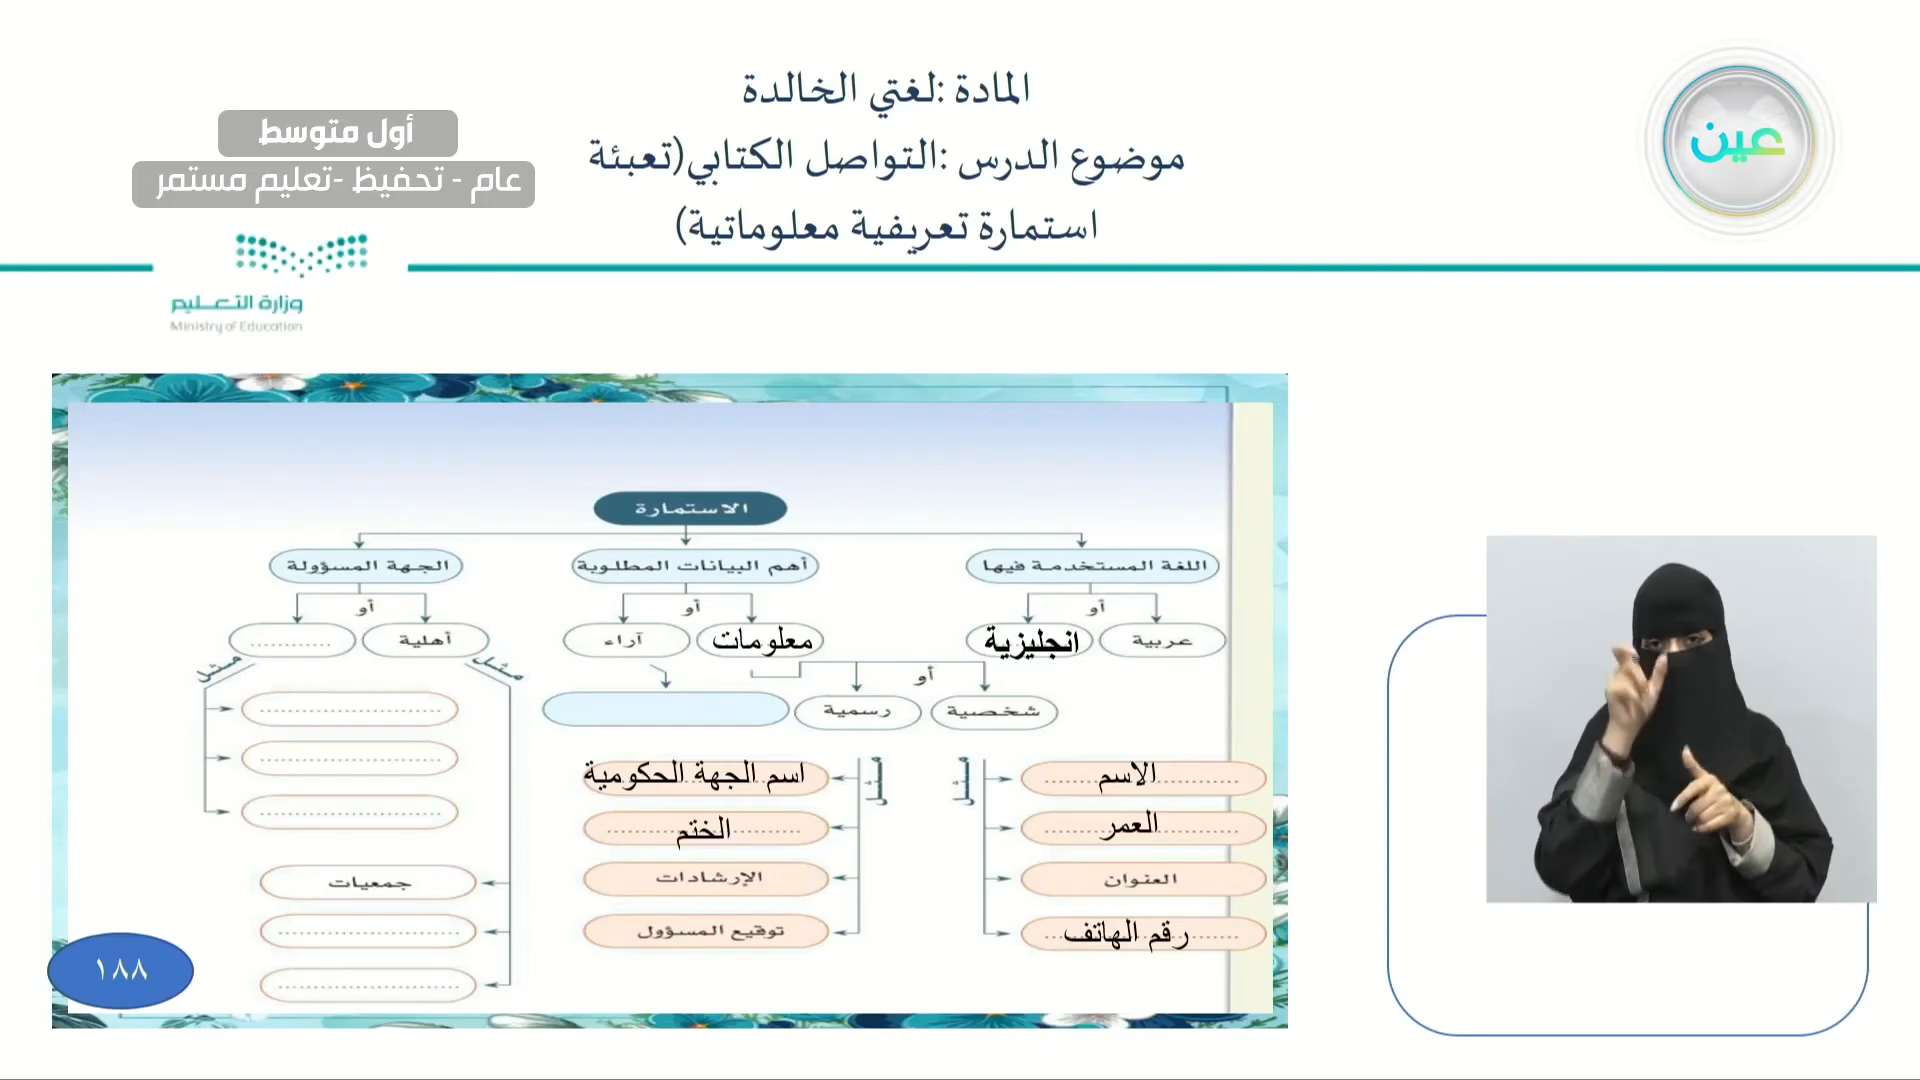 المادة :لغتي الخالدة
موضوع الدرس :التواصل الكتابي(تعبئة
استمارة تعريفية معلوماتية)
عين
أول متوسط
عام - تحفيظ -تعليم مستمر
وزارة التعليم
Ministry of Education
الاستمارة
اللغة المستخدمة فيها
أهم البيانات المطلوبة
الجهة المسؤولة
أو
أو
أو
عربية
انجليزية
معلومات
آراء
أهلية
............
مثل
مثل
أو
شخصية
رسمية
مثل
مثل
الاسم
العمر
العنوان
رقم الهاتف
اسم الجهة الحكومية
الختم
الإرشادات
توقيع المسؤول
جمعيات
١٨٨